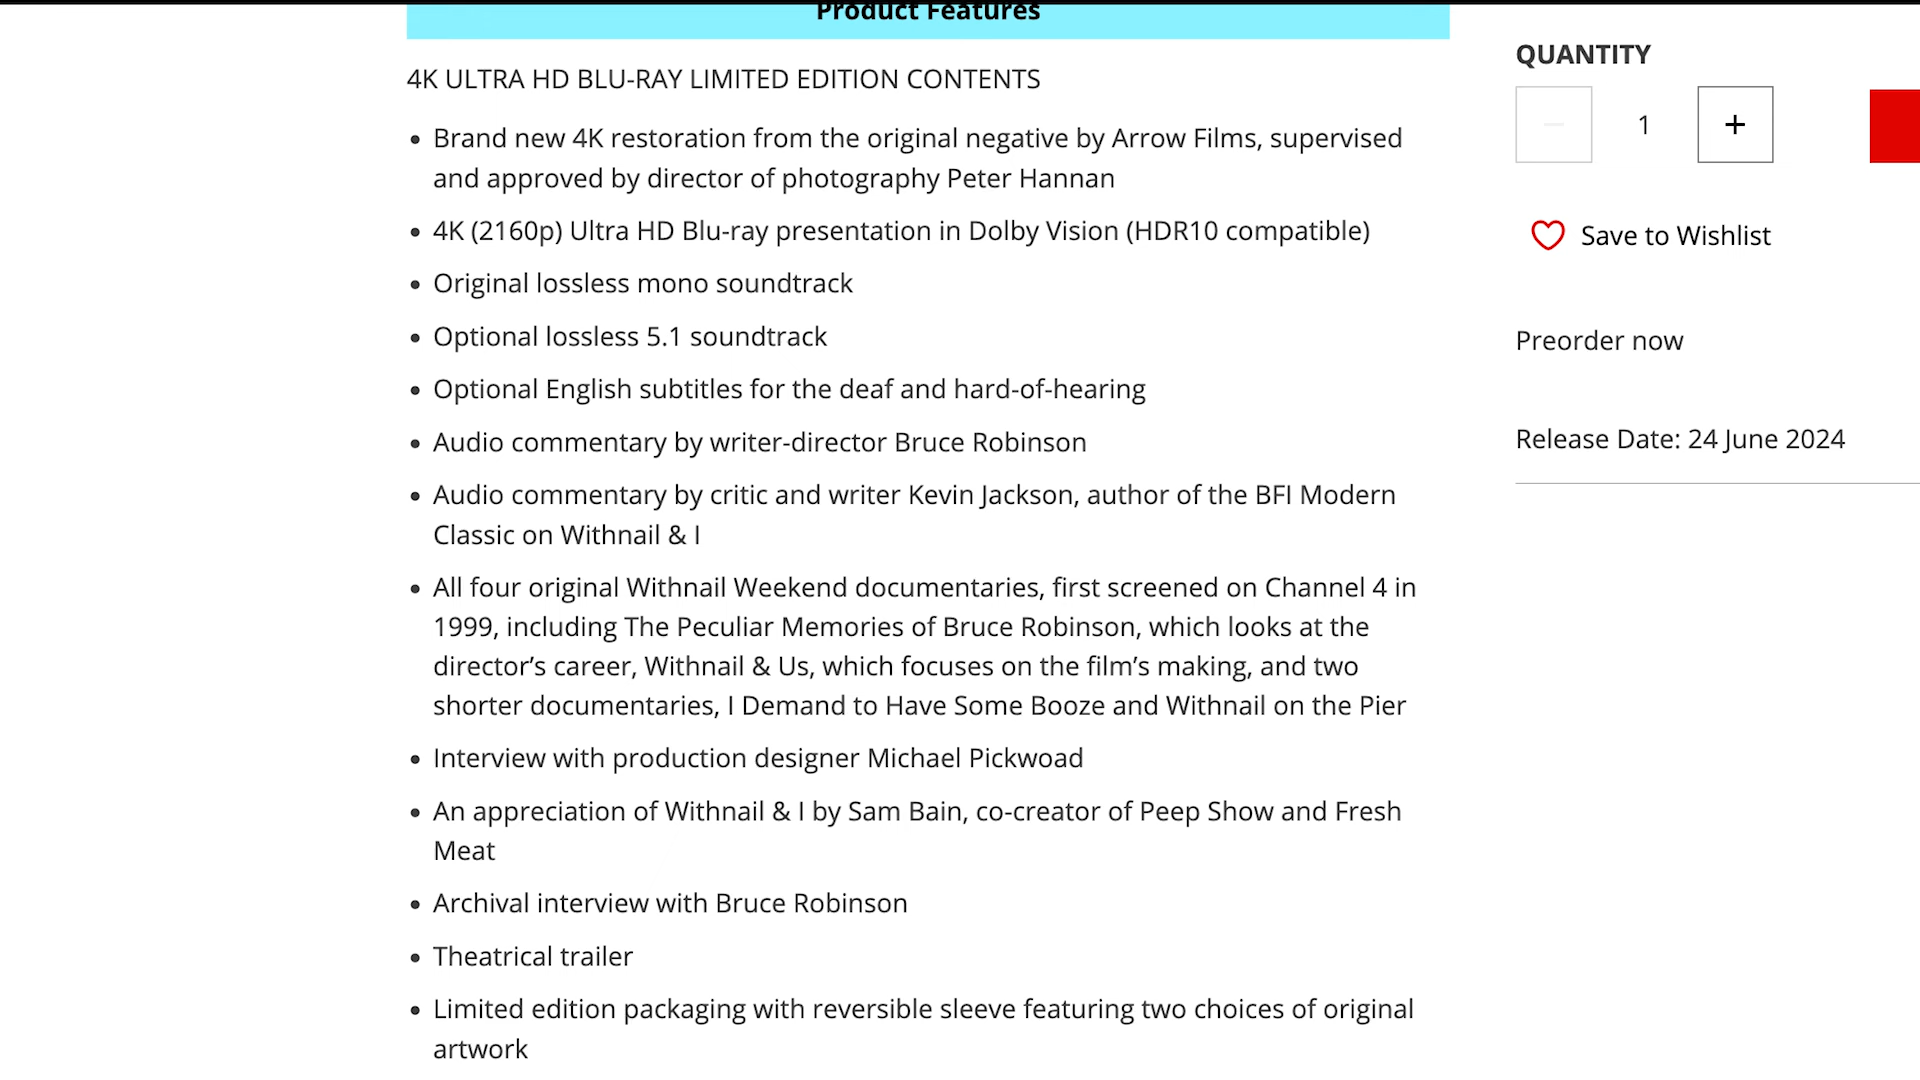 Product Features
4K ULTRA HD BLU-RAY LIMITED EDITION CONTENTS
Brand new 4K restoration from the original negative by Arrow Films, supervised
and approved by director of photography Peter Hannan
4K (2160p) Ultra HD Blu-ray presentation in Dolby Vision (HDR10 compatible)
Original lossless mono soundtrack
Optional lossless 5.1 soundtrack
Optional English subtitles for the deaf and hard-of-hearing
Audio commentary by writer-director Bruce Robinson
Audio commentary by critic and writer Kevin Jackson, author of the BFI Modern
Classic on Withnail & I
All four original Withnail Weekend documentaries, first screened on Channel 4 in
1999, including The Peculiar Memories of Bruce Robinson, which looks at the
director’s career, Withnail & Us, which focuses on the film’s making, and two
shorter documentaries, I Demand to Have Some Booze and Withnail on the Pier
Interview with production designer Michael Pickwoad
An appreciation of Withnail & I by Sam Bain, co-creator of Peep Show and Fresh
Meat
Archival interview with Bruce Robinson
Theatrical trailer
Limited edition packaging with reversible sleeve featuring two choices of original
artwork
QUANTITY
1 +
Save to Wishlist
Preorder now
Release Date: 24 June 2024